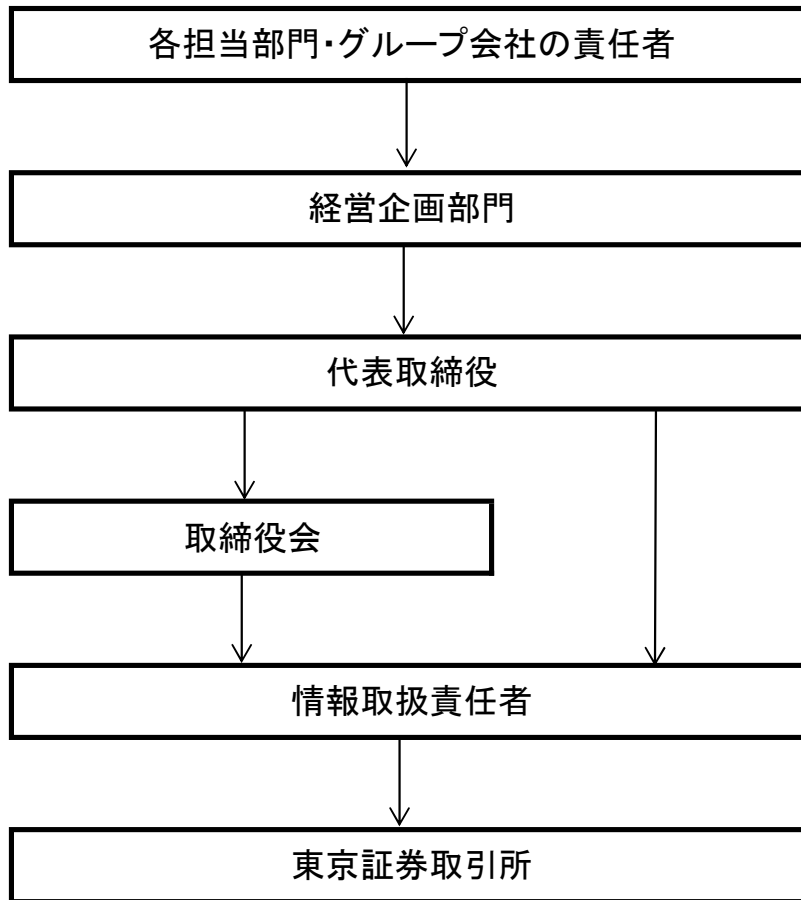 各担当部門・グループ会社の責任者
経営企画部門
代表取締役
取締役会
情報取扱責任者
東京証券取引所